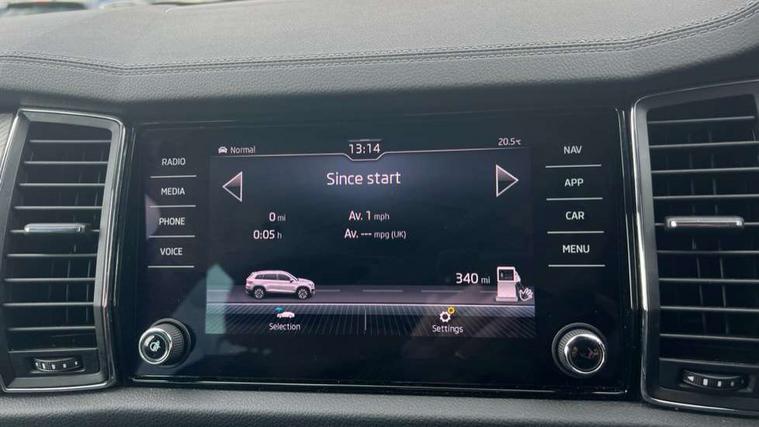 RADIO
MEDIA
PHONE
VOICE
Normal
13:14
20.5°C
Since start
0 mi
Av. 1 mph
0:05 h
Av. --- mpg (UK)
340 mi
Selection
Settings
NAV
APP
CAR
MENU